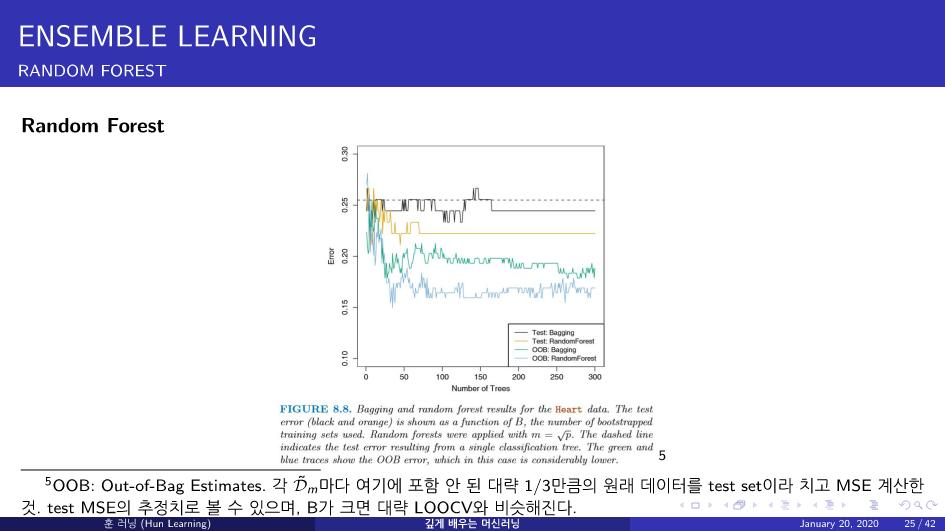 ENSEMBLE LEARNING
RANDOM FOREST
Random Forest
0.30
0.25
0.20
0.15
0.10
Error
0 50 100 150 200 250 300
Number of Trees
Test: Bagging
Test: RandomForest
OOB: Bagging
OOB: RandomForest
FIGURE 8.8. Bagging and random forest results for the Heart data. The test
error (black and orange) is shown as a function of B, the number of bootstrapped
training sets used. Random forests were applied with m = √p. The dashed line
indicates the test error resulting from a single classification tree. The green and
blue traces show the OOB error, which in this case is considerably lower.
5
⁵OOB: Out-of-Bag Estimates. 각 D̃ₘ마다 여기에 포함 안 된 대략 1/3만큼의 원래 데이터를 test set이라 치고 MSE 계산한
것. test MSE의 추정치로 볼 수 있으며, B가 크면 대략 LOOCV와 비슷해진다.
훈 러닝 (Hun Learning) 깊게 배우는 머신러닝 January 20, 2020 25 / 42